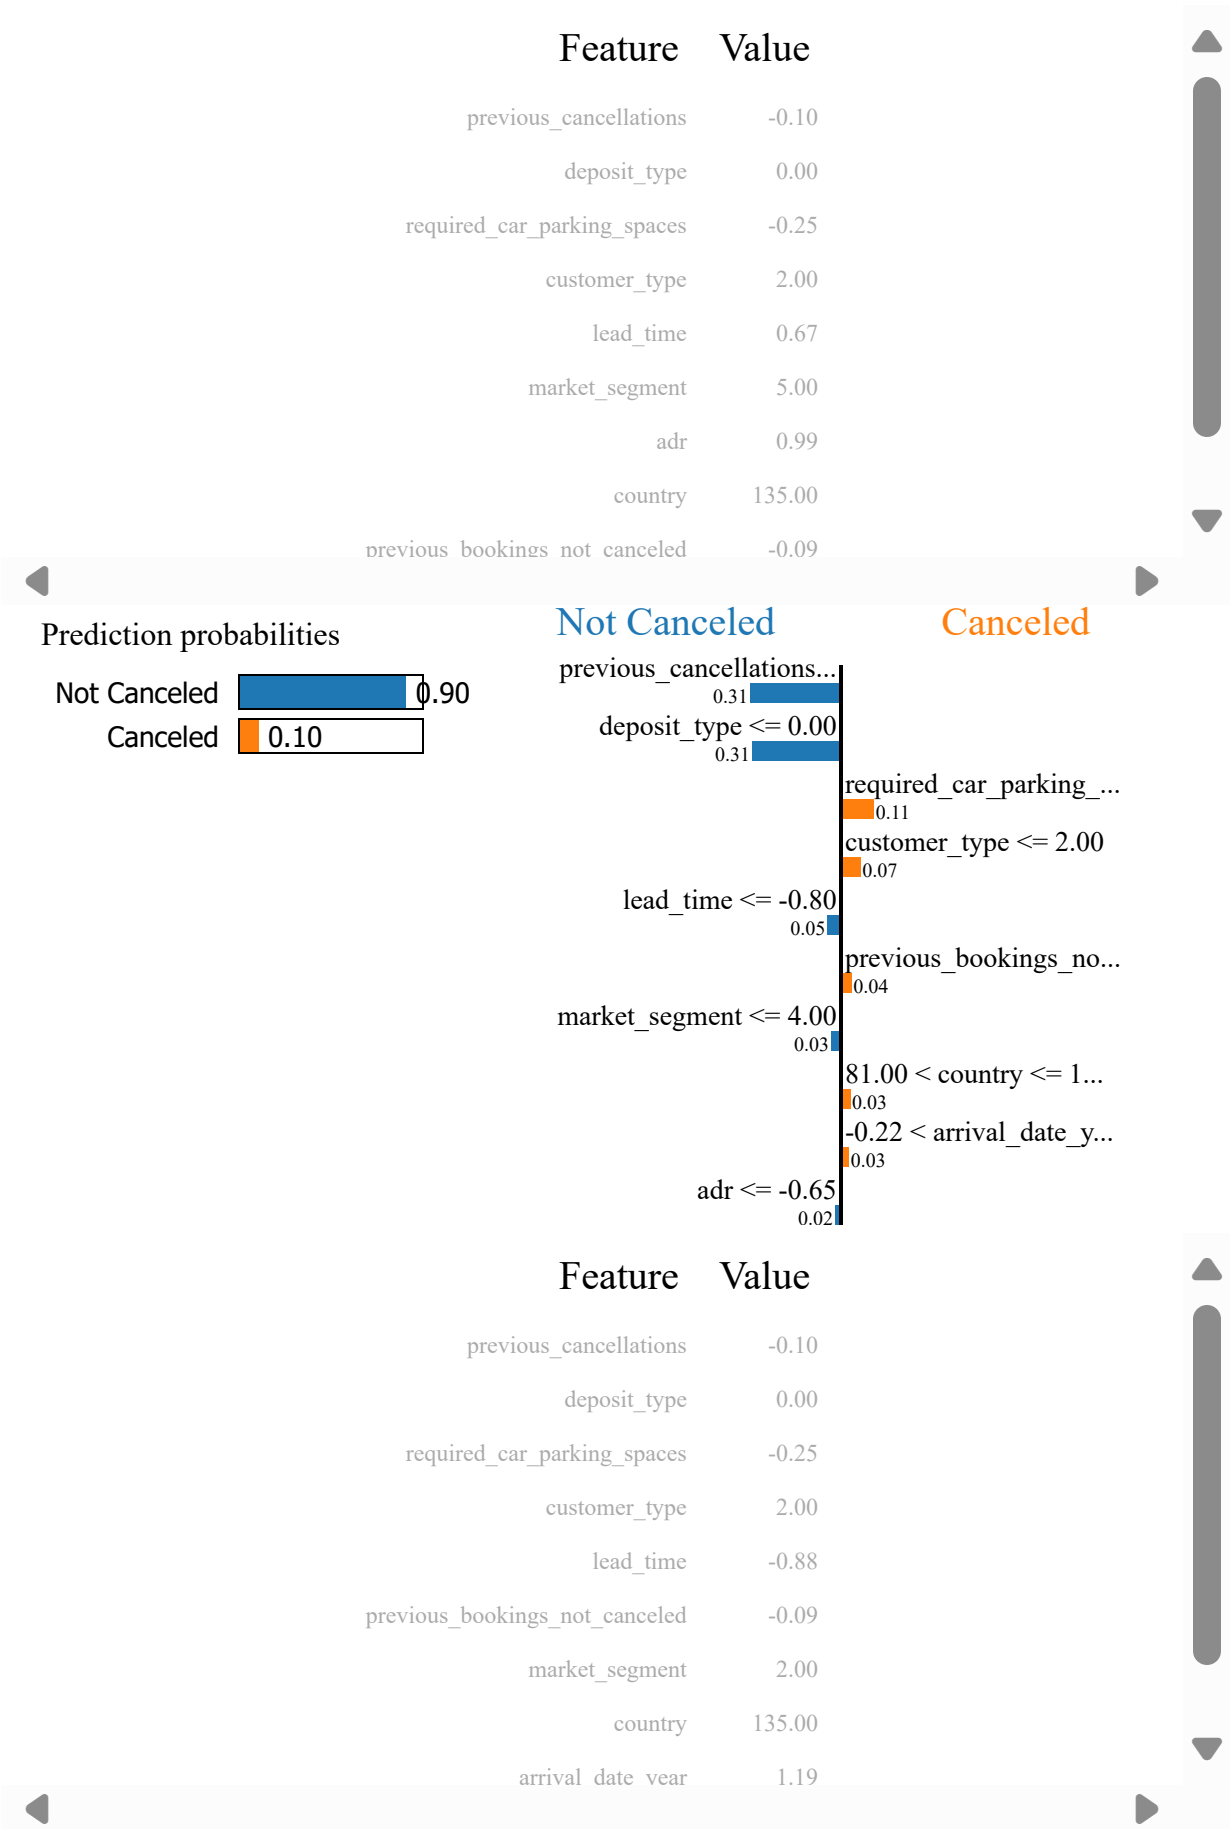 Feature Value
previous_cancellations -0.10
deposit_type 0.00
required_car_parking_spaces -0.25
customer_type 2.00
lead_time 0.67
market_segment 5.00
adr 0.99
country 135.00
previous_bookings_not_canceled -0.09
Prediction probabilities
Not Canceled 0.90
Canceled 0.10
Not Canceled Canceled
previous_cancellations...
0.31
deposit_type <= 0.00
0.31
required_car_parking_...
0.11
customer_type <= 2.00
0.07
lead_time <= -0.80
0.05
previous_bookings_no...
0.04
market_segment <= 4.00
0.03
81.00 < country <= 1...
0.03
-0.22 < arrival_date_y...
0.03
adr <= -0.65
0.02
Feature Value
previous_cancellations -0.10
deposit_type 0.00
required_car_parking_spaces -0.25
customer_type 2.00
lead_time -0.88
previous_bookings_not_canceled -0.09
market_segment 2.00
country 135.00
arrival_date_year 1.19